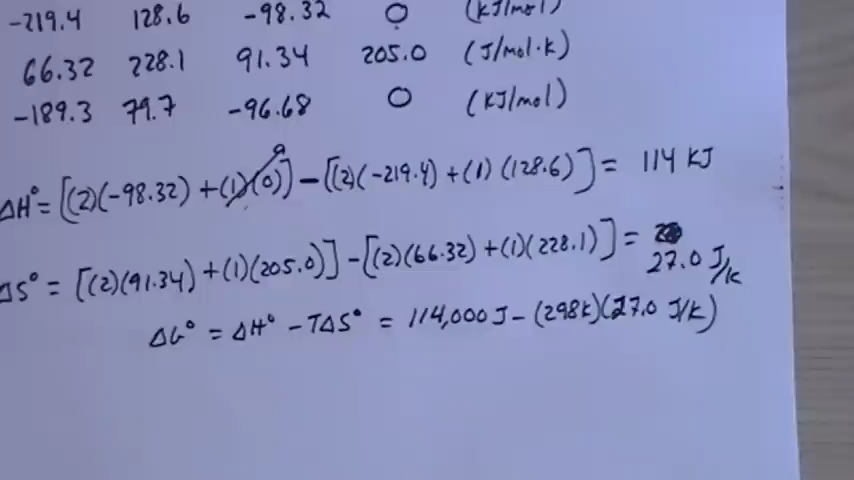 -219.4 128.6 -98.32 0 (KJ/mol)
66.32 228.1 91.34 205.0 (J/mol·k)
-189.3 79.7 -96.68 0 (KJ/mol)
ΔH° = [(2)(-98.32) + (1)(0)] - [(2)(-219.4) + (1)(128.6)] = 114 KJ
ΔS° = [(2)(91.34) + (1)(205.0)] - [(2)(66.32) + (1)(228.1)] =
27.0 J/k
ΔG° = ΔH° - TΔS° = 114,000 J - (298k)(27.0 J/k)